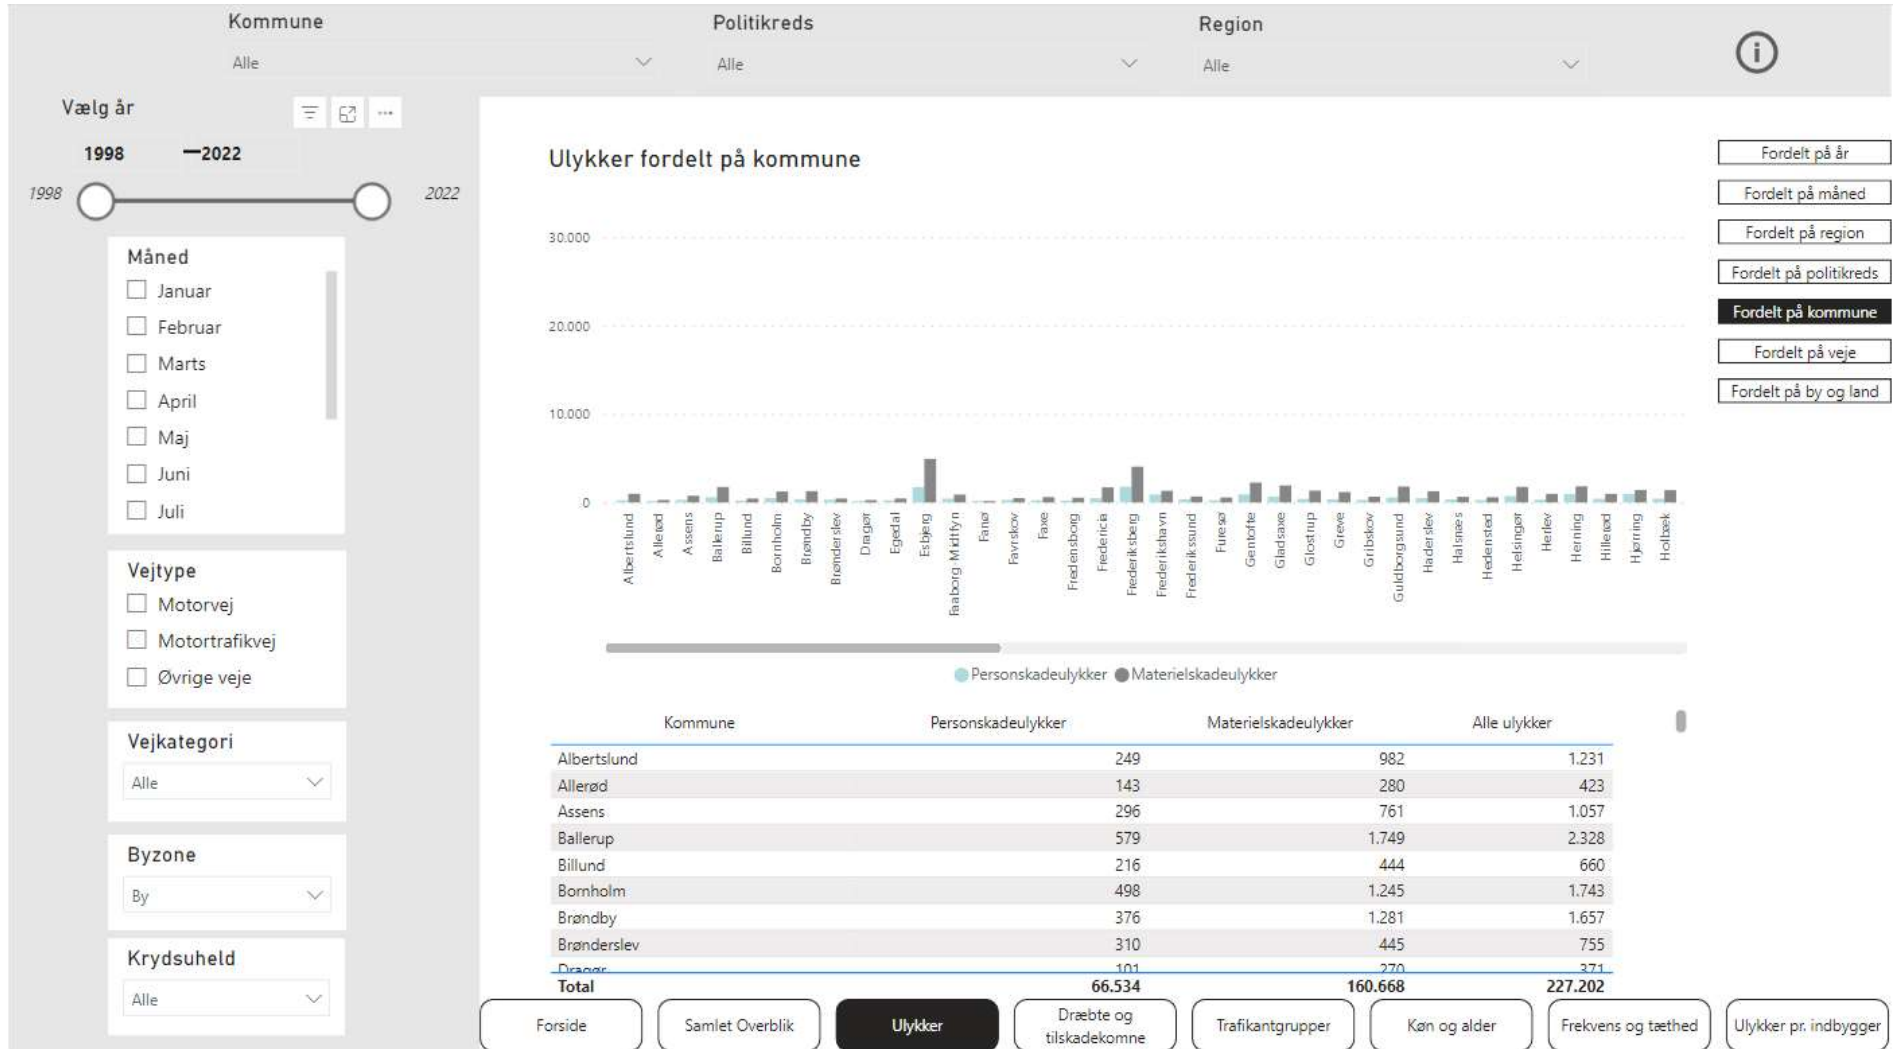 Kommune
Politikreds
Region
Alle
Alle
Alle
i
Vælg år
1998
2022
1998
2022
Måned
Januar
Februar
Marts
April
Maj
Juni
Juli
Vejtype
Motorvej
Motortrafikvej
Øvrige veje
Vejkategori
Alle
Byzone
By
Krydsuheld
Alle
Ulykker fordelt på kommune
30.000
20.000
10.000
0
Albertslund
Allerød
Assens
Ballerup
Billund
Bornholm
Brøndby
Brønderslev
Dragør
Egedal
Esbjerg
Faaborg-Midtfyn
Fanø
Favrskov
Faxe
Fredensborg
Fredericia
Frederiksberg
Frederikshavn
Frederikssund
Furesø
Gentofte
Gladsaxe
Glostrup
Greve
Gribskov
Guldborgsund
Haderslev
Halsnæs
Hedensted
Helsingør
Herlev
Herning
Hillerød
Hjørring
Holbæk
Personskadeulykker Materielskadeulykker
Kommune Personskadeulykker Materielskadeulykker Alle ulykker
Albertslund 249 982 1.231
Allerød 143 280 423
Assens 296 761 1.057
Ballerup 579 1.749 2.328
Billund 216 444 660
Bornholm 498 1.245 1.743
Brøndby 376 1.281 1.657
Brønderslev 310 445 755
Dragør 101 270 371
Total 66.534 160.668 227.202
Fordelt på år
Fordelt på måned
Fordelt på region
Fordelt på politikreds
Fordelt på kommune
Fordelt på veje
Fordelt på by og land
Forside
Samlet Overblik
Ulykker
Dræbte og
tilskadekomne
Trafikantgrupper
Køn og alder
Frekvens og tæthed
Ulykker pr. indbygger